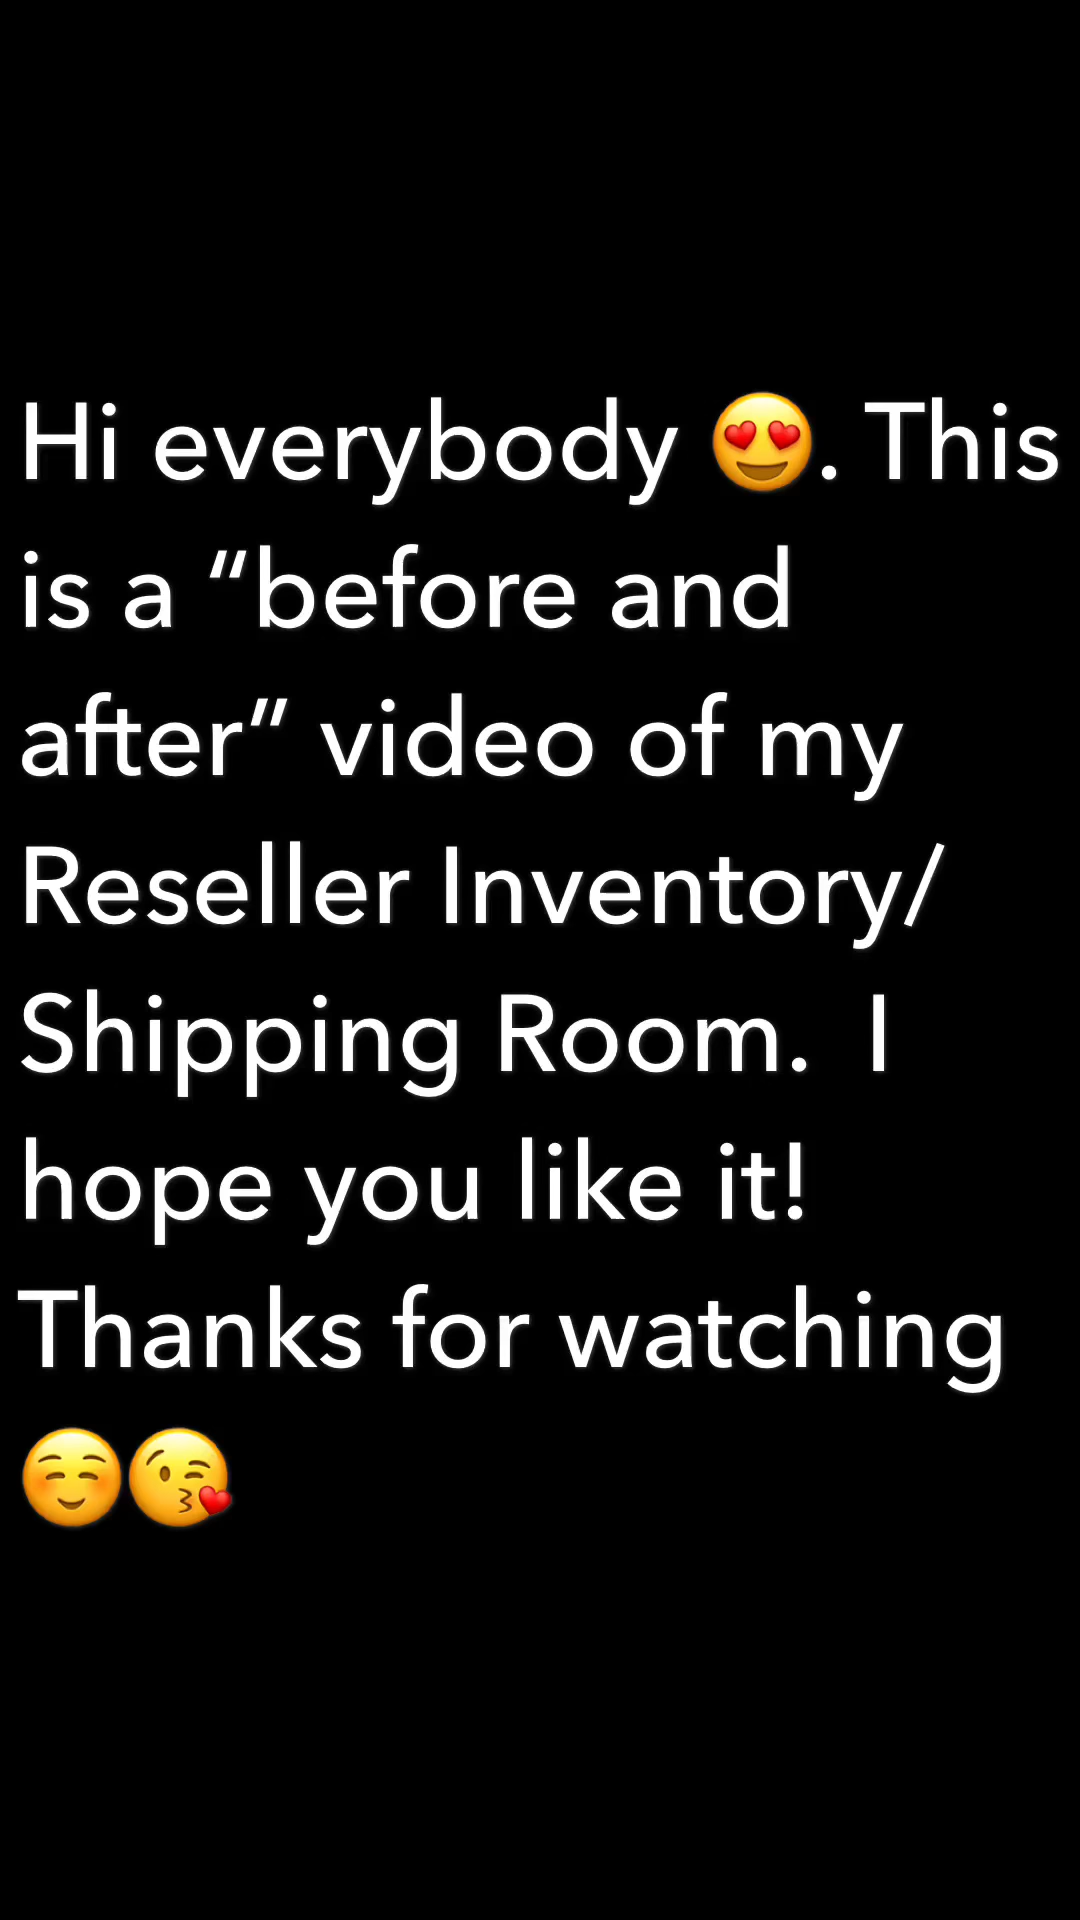 Hi everybody 😍. This
is a “before and
after” video of my
Reseller Inventory/
Shipping Room.  I
hope you like it!
Thanks for watching
☺️😘